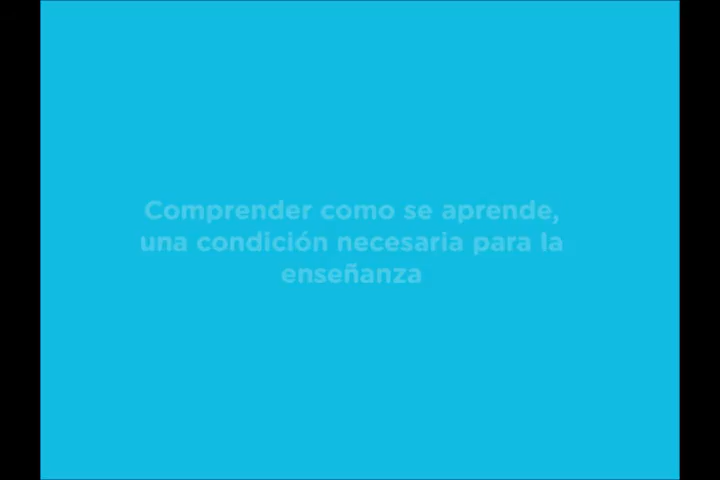 Comprender como se aprende,
una condición necesaria para la
enseñanza